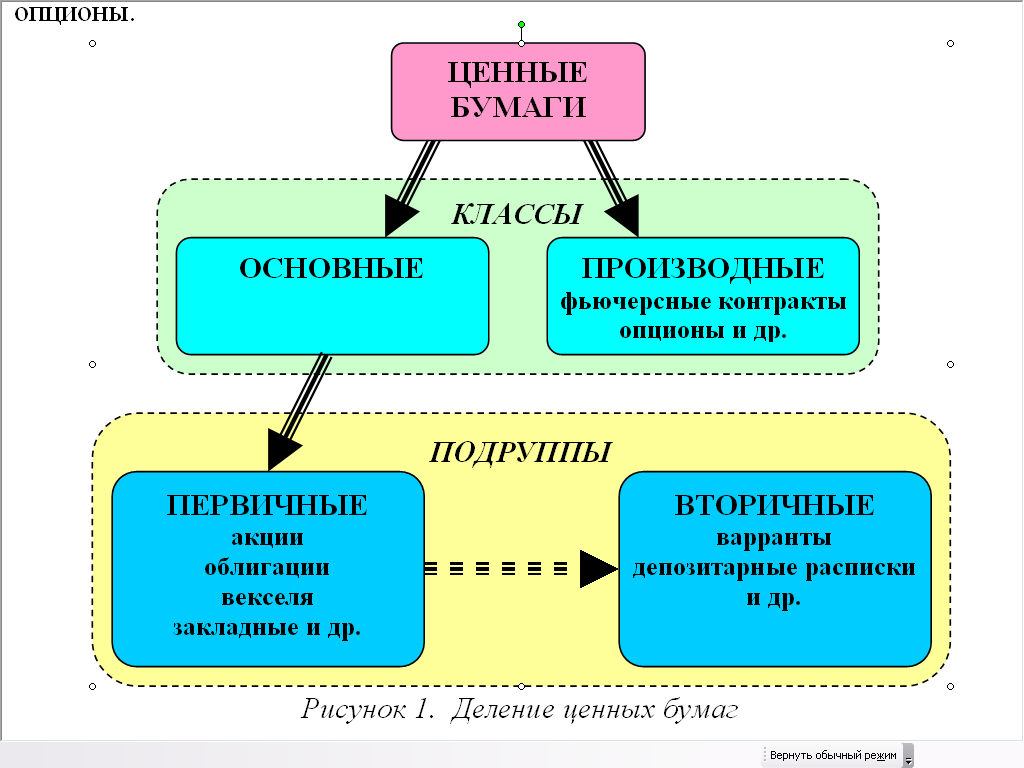 ОПЦИОНЫ.
ЦЕННЫЕ
БУМАГИ
КЛАССЫ
ОСНОВНЫЕ
ПРОИЗВОДНЫЕ
фьючерсные контракты
опционы и др.
ПОДРУППЫ
ПЕРВИЧНЫЕ
акции
облигации
векселя
закладные и др.
ВТОРИЧНЫЕ
варранты
депозитарные расписки
и др.
Рисунок 1. Деление ценных бумаг
Вернуть обычный режим